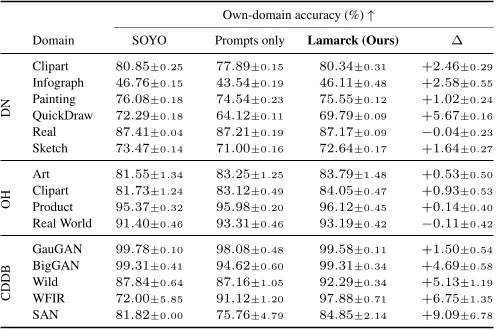 Own-domain accuracy (%) ↑
Domain SOYO Prompts only Lamarck (Ours) Δ
DN
Clipart 80.85±0.25 77.89±0.15 80.34±0.31 +2.46±0.29
Infograph 46.76±0.15 43.54±0.19 46.11±0.48 +2.58±0.55
Painting 76.08±0.18 74.54±0.23 75.55±0.12 +1.02±0.24
QuickDraw 72.29±0.18 64.12±0.11 69.79±0.09 +5.67±0.16
Real 87.41±0.04 87.21±0.19 87.17±0.09 −0.04±0.23
Sketch 73.47±0.14 71.00±0.16 72.64±0.17 +1.64±0.27
OH
Art 81.55±1.34 83.25±1.25 83.79±1.48 +0.53±0.50
Clipart 81.73±1.24 83.12±0.49 84.05±0.47 +0.93±0.53
Product 95.37±0.32 95.98±0.20 96.12±0.45 +0.14±0.40
Real World 91.40±0.46 93.31±0.46 93.19±0.42 −0.11±0.42
CDDB
GauGAN 99.78±0.10 98.08±0.48 99.58±0.11 +1.50±0.54
BigGAN 99.31±0.41 94.62±0.60 99.31±0.34 +4.69±0.58
Wild 87.84±0.64 87.16±1.05 92.29±0.34 +5.13±1.19
WFIR 72.00±5.85 91.12±1.20 97.88±0.71 +6.75±1.35
SAN 81.82±0.00 75.76±4.79 84.85±2.14 +9.09±6.78